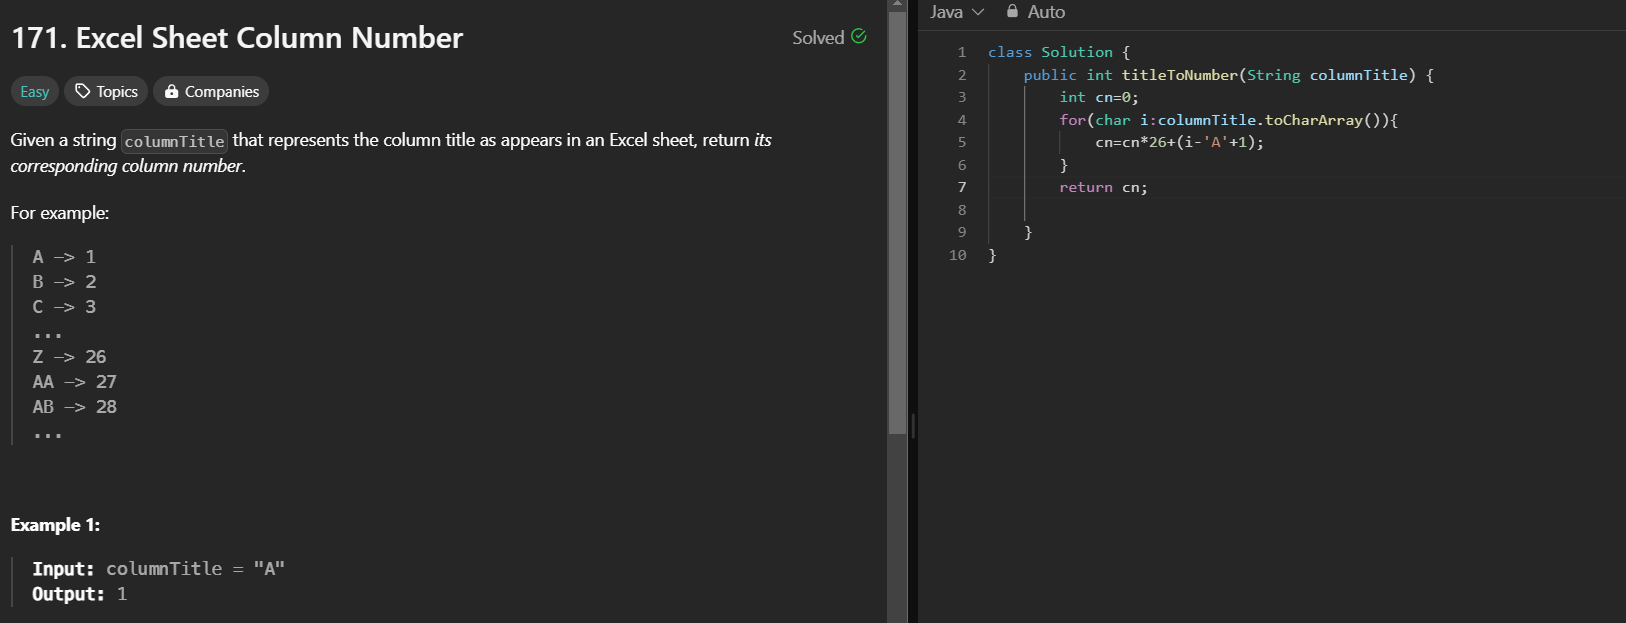 171. Excel Sheet Column Number
Solved
Easy
Topics
Companies
Given a string columnTitle that represents the column title as appears in an Excel sheet, return its
corresponding column number.
For example:
A -> 1
B -> 2
C -> 3
...
Z -> 26
AA -> 27
AB -> 28
...
Example 1:
Input: columnTitle = "A"
Output: 1
Java
Auto
1 class Solution {
2     public int titleToNumber(String columnTitle) {
3         int cn=0;
4         for(char i:columnTitle.toCharArray()){
5             cn=cn*26+(i-'A'+1);
6         }
7         return cn;
8
9     }
10 }